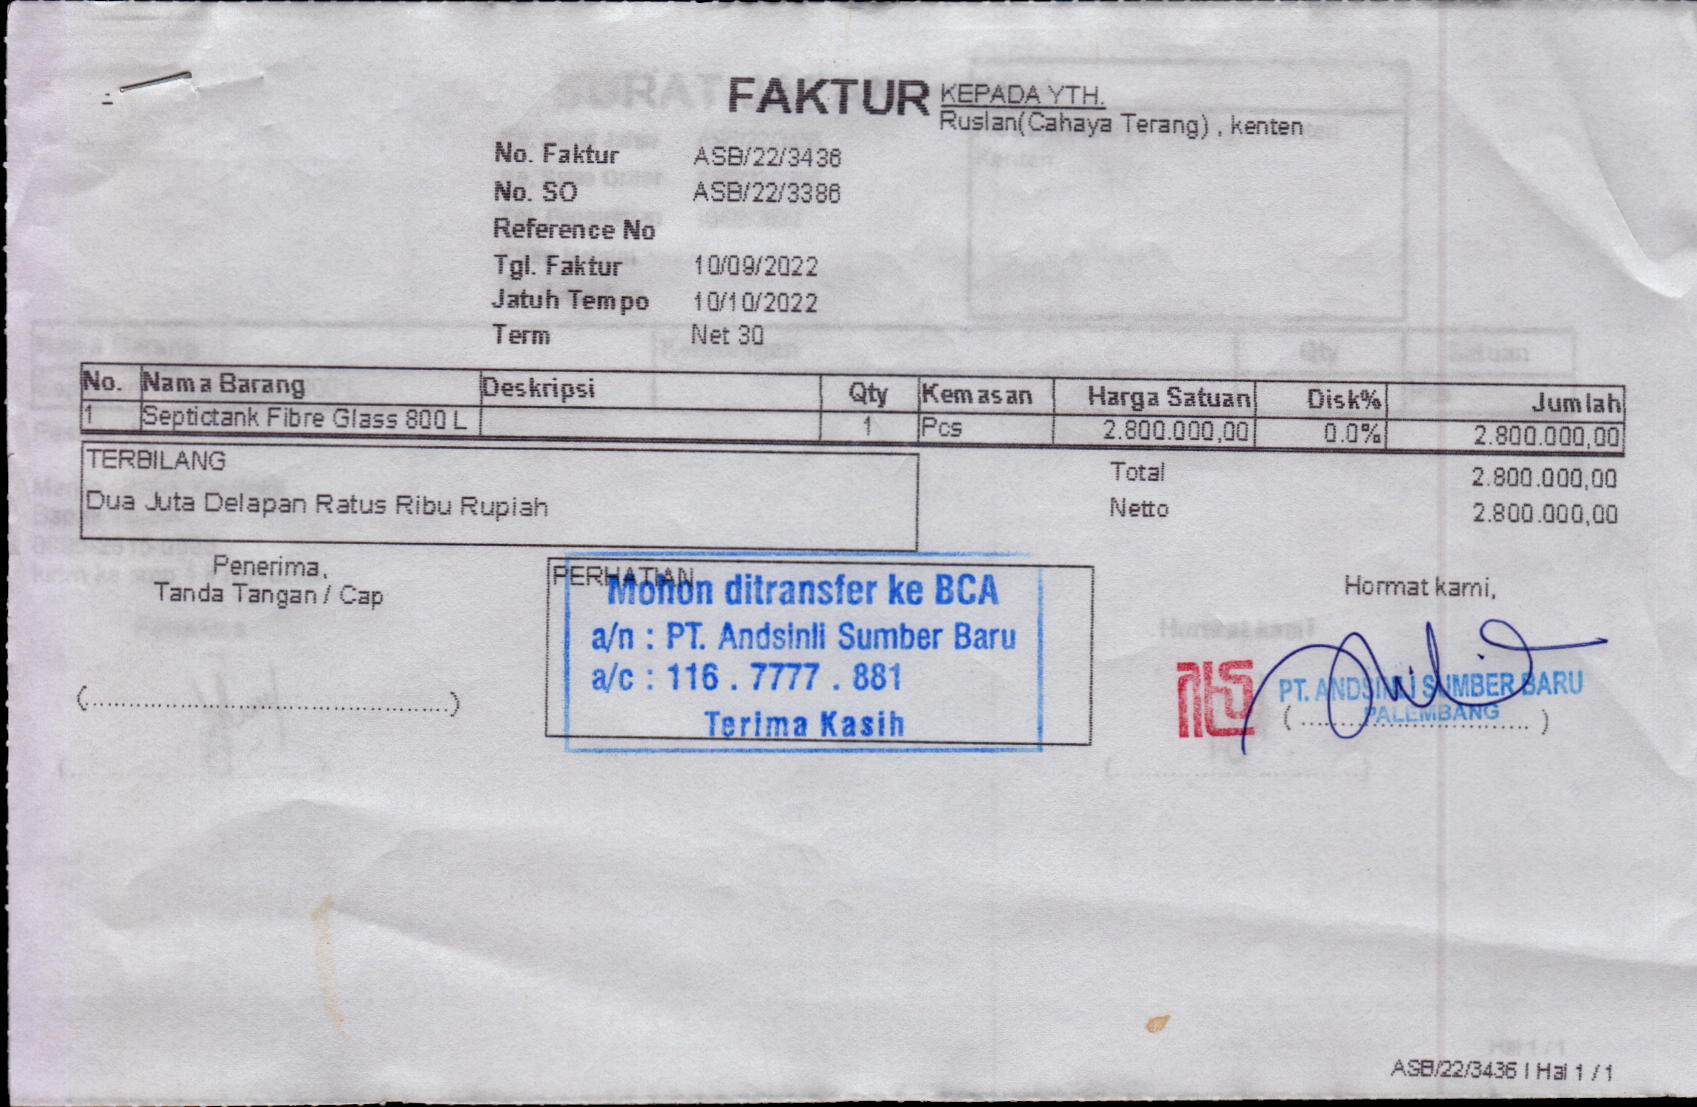 FAKTUR
KEPADA YTH.
Ruslan(Cahaya Terang) , kenten
No. Faktur ASB/22/3436
No. SO ASB/22/3386
Reference No
Tgl. Faktur 10/09/2022
Jatuh Tempo 10/10/2022
Term Net 30
No. Nama Barang Deskripsi Qty Kemasan Harga Satuan Disk% Jumlah
1 Septictank Fibre Glass 800 L 1 Pcs 2.800.000,00 0.0% 2.800.000,00
TERBILANG
Dua Juta Delapan Ratus Ribu Rupiah
Total 2.800.000,00
Netto 2.800.000,00
Penerima,
Tanda Tangan / Cap
(....................................................)
PERHATIAN
Mohon ditransfer ke BCA
a/n : PT. Andsinli Sumber Baru
a/c : 116 . 7777 . 881
Terima Kasih
Hormat kami,
PT. ANDSINLI SUMBER BARU
PALEMBANG
( ................................. )
ASB/22/3436 | Hal 1 / 1